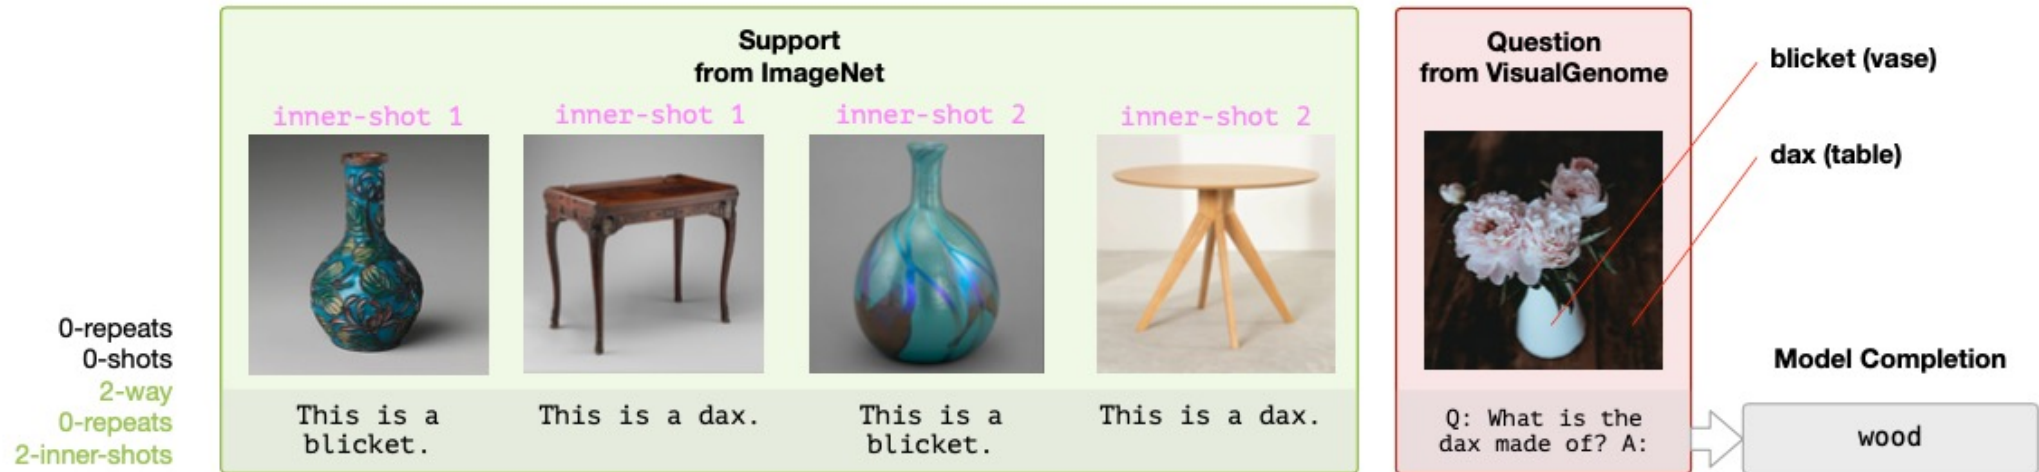 Support
from ImageNet
inner-shot 1
inner-shot 1
inner-shot 2
inner-shot 2
This is a
blicket.
This is a dax.
This is a
blicket.
This is a dax.
0-repeats
0-shots
2-way
0-repeats
2-inner-shots
Question
from VisualGenome
Q: What is the
dax made of? A:
blicket (vase)
dax (table)
Model Completion
wood